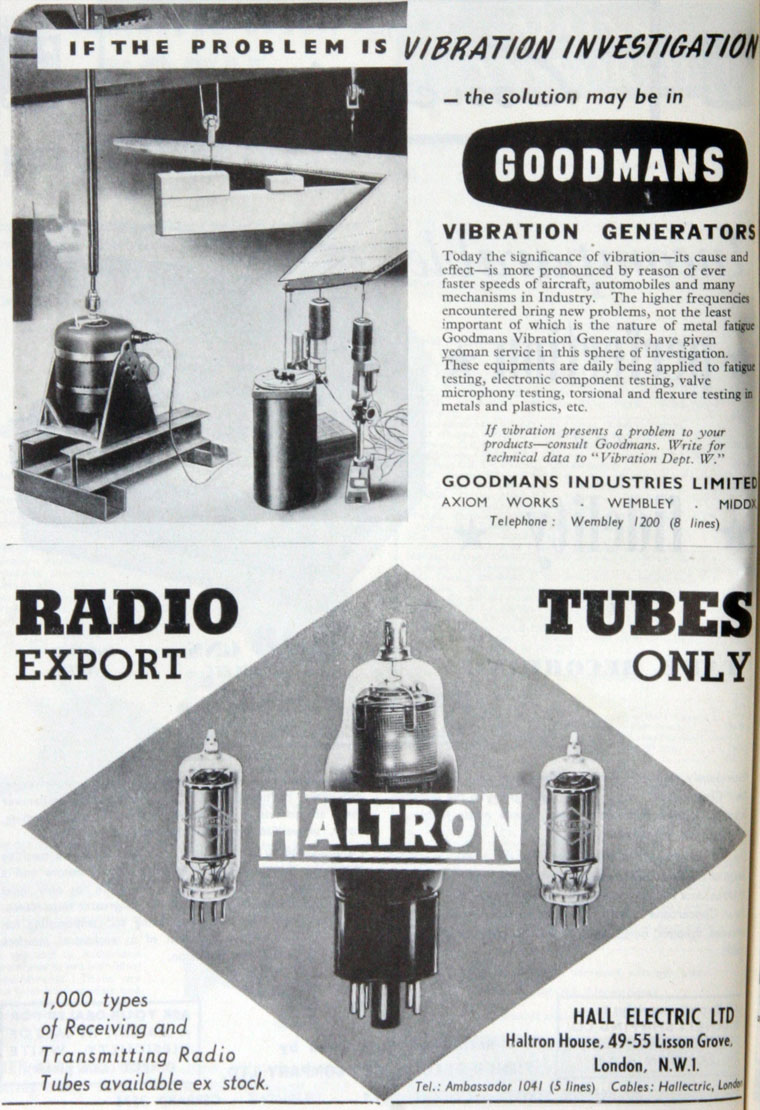 IF THE PROBLEM IS VIBRATION INVESTIGATION
– the solution may be in
GOODMANS
VIBRATION GENERATORS
Today the significance of vibration—its cause and
effect—is more pronounced by reason of ever
faster speeds of aircraft, automobiles and many
mechanisms in Industry. The higher frequencies
encountered bring new problems, not the least
important of which is the nature of metal fatigue
Goodmans Vibration Generators have given
yeoman service in this sphere of investigation.
These equipments are daily being applied to fatigue
testing, electronic component testing, valve
microphony testing, torsional and flexure testing in
metals and plastics, etc.
If vibration presents a problem to your
products—consult Goodmans. Write for
technical data to "Vibration Dept. W."
GOODMANS INDUSTRIES LIMITED
AXIOM WORKS . WEMBLEY . MIDDX
Telephone : Wembley 1200 (8 lines)
RADIO TUBES
EXPORT ONLY
HALTRON
1,000 types
of Receiving and
Transmitting Radio
Tubes available ex stock.
HALL ELECTRIC LTD
Haltron House, 49-55 Lisson Grove,
London, N.W.1.
Tel.: Ambassador 1041 (5 lines) Cables: Hallectric, London